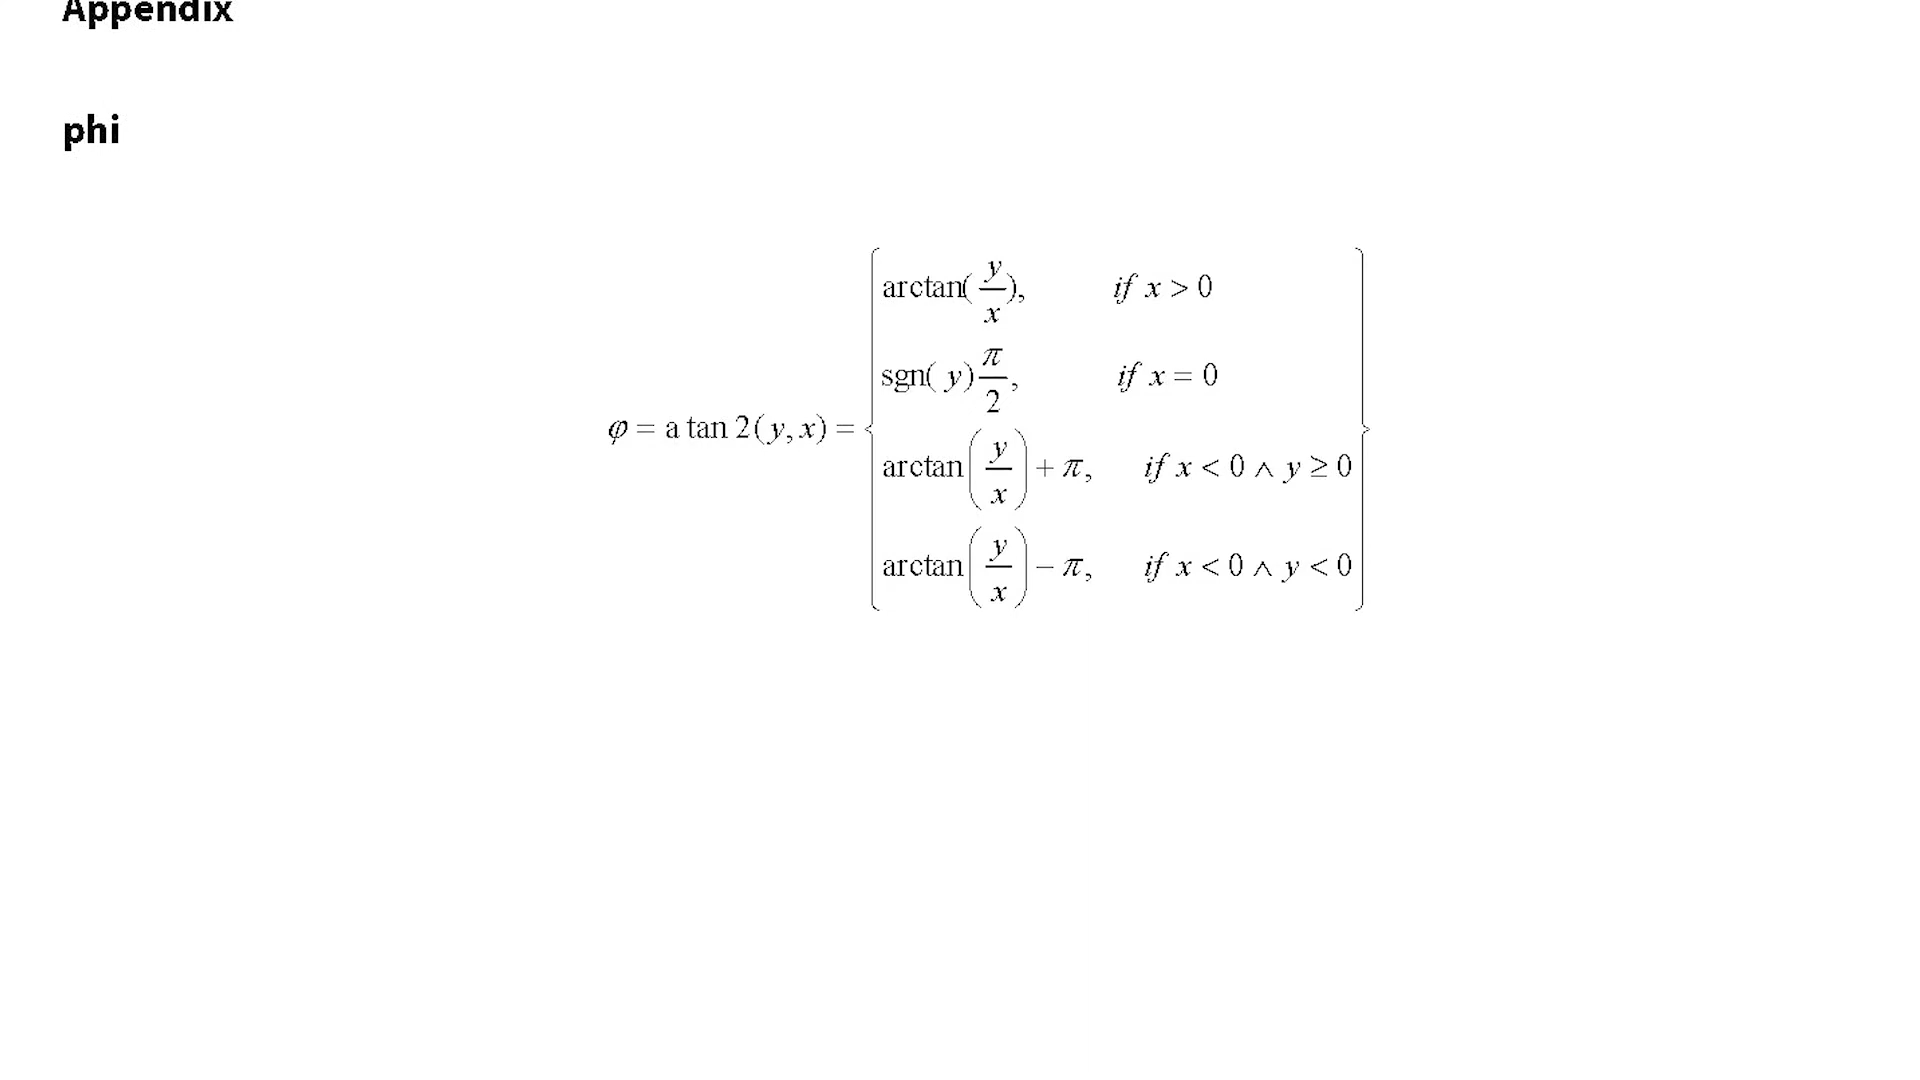 Appendix
phi
φ = a tan 2(y, x) = {
arctan(y/x), if x > 0
sgn(y) π/2, if x = 0
arctan(y/x) + π, if x < 0 ∧ y ≥ 0
arctan(y/x) − π, if x < 0 ∧ y < 0 }